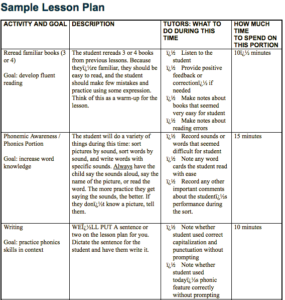 Sample Lesson Plan
ACTIVITY AND GOAL
DESCRIPTION
TUTORS: WHAT TO
DO DURING THIS
TIME
HOW MUCH
TIME
TO SPEND ON
THIS PORTION
Reread familiar books (3
or 4)
Goal: develop fluent
reading
The student rereads 3 or 4 books
from previous lessons. Because
theyï¿½re familiar, they should be
easy to read, and the student
should make few mistakes and
practice using some expression.
Think of this as a warm-up for the
lesson.
ï¿½ Listen to the
student
ï¿½ Provide positive
feedback or
correctionï¿½ if
needed
ï¿½ Make notes about
books that seemed
very easy for student
ï¿½ Make notes about
reading errors
10ï¿½ minutes
Phonemic Awareness /
Phonics Portion
Goal: increase word
knowledge
The student will do a variety of
things during this time: sort
pictures by sound, sort words by
sound, and write words with
specific sounds. Always have the
child say the sounds aloud, say the
name of the picture, or read the
word. The more practice they get
saying the sounds, the better. If
they donï¿½t know a picture, tell
them.
ï¿½ Record sounds or
words that seemed
difficult for student
ï¿½ Note any word
cards the student read
with ease
ï¿½ Record any other
important comments
about the studentï¿½s
performance during
the sort.
15 minutes
Writing
Goal: practice phonics
skills in context
WEï¿½LL PUT A sentence or
two on the lesson plan for you.
Dictate the sentence for the
student and have them write it.
ï¿½ Note whether
student used correct
capitalization and
punctuation without
prompting
ï¿½ Note whether
student used
todayï¿½s phonic
feature correctly
without prompting
10 minutes